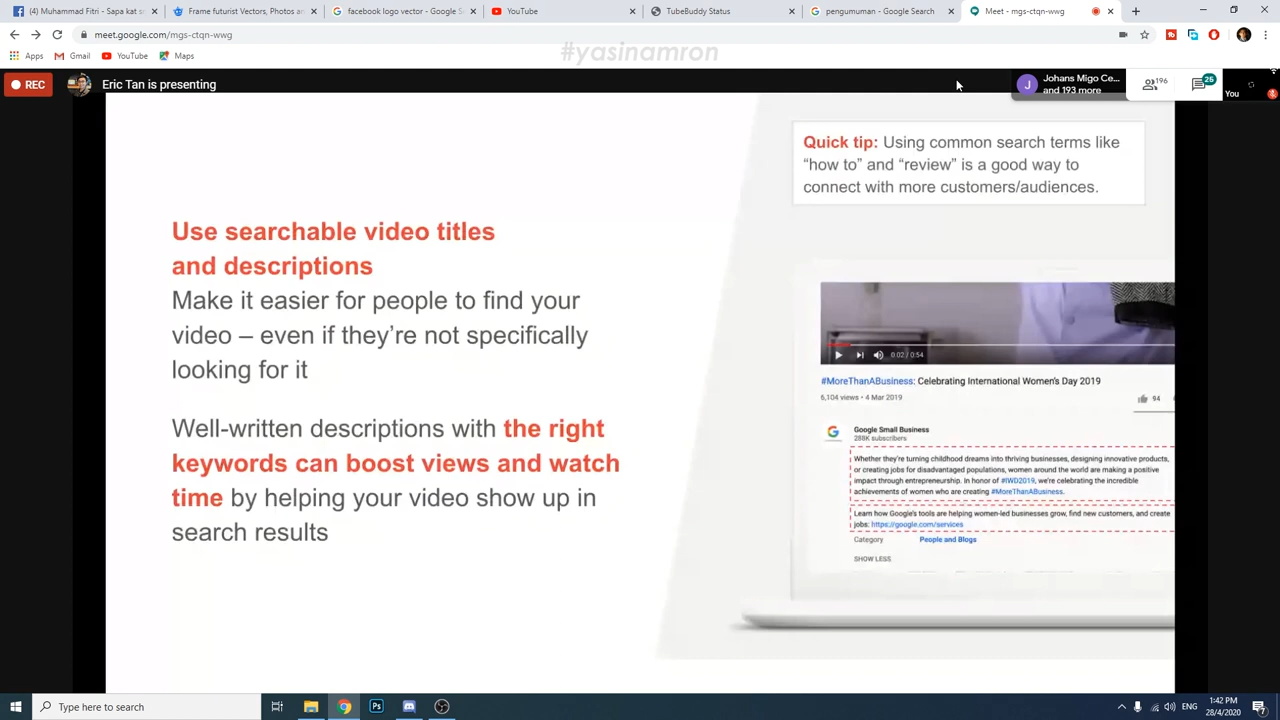 (4) Muhammad Fitri - Sapa kat se
Frame futurist Vectors, Photos an
facebook logo vector - Google Se
YouTube
TubeBuddy Status
pengumuman - Google Search
Meet - mgs-ctqn-wwg
meet.google.com/mgs-ctqn-wwg
Apps
Gmail
YouTube
Maps
#yasinamron
REC
Eric Tan is presenting
J
Johans Migo Ce...
and 193 more
196
25
You
Quick tip: Using common search terms like
“how to” and “review” is a good way to
connect with more customers/audiences.
Use searchable video titles
and descriptions
Make it easier for people to find your
video – even if they’re not specifically
looking for it
Well-written descriptions with the right
keywords can boost views and watch
time by helping your video show up in
search results
0:02 / 0:54
#MoreThanABusiness: Celebrating International Women's Day 2019
6,104 views • 4 Mar 2019
94
Google Small Business
288K subscribers
Whether they're turning childhood dreams into thriving businesses, designing innovative products,
or creating jobs for disadvantaged populations, women around the world are making a positive
impact through entrepreneurship. In honor of #IWD2019, we're celebrating the incredible
achievements of women who are creating #MoreThanABusiness.
Learn how Google's tools are helping women-led businesses grow, find new customers, and create
jobs: https://google.com/services
Category
People and Blogs
SHOW LESS
Type here to search
Ps
1:42 PM
28/4/2020